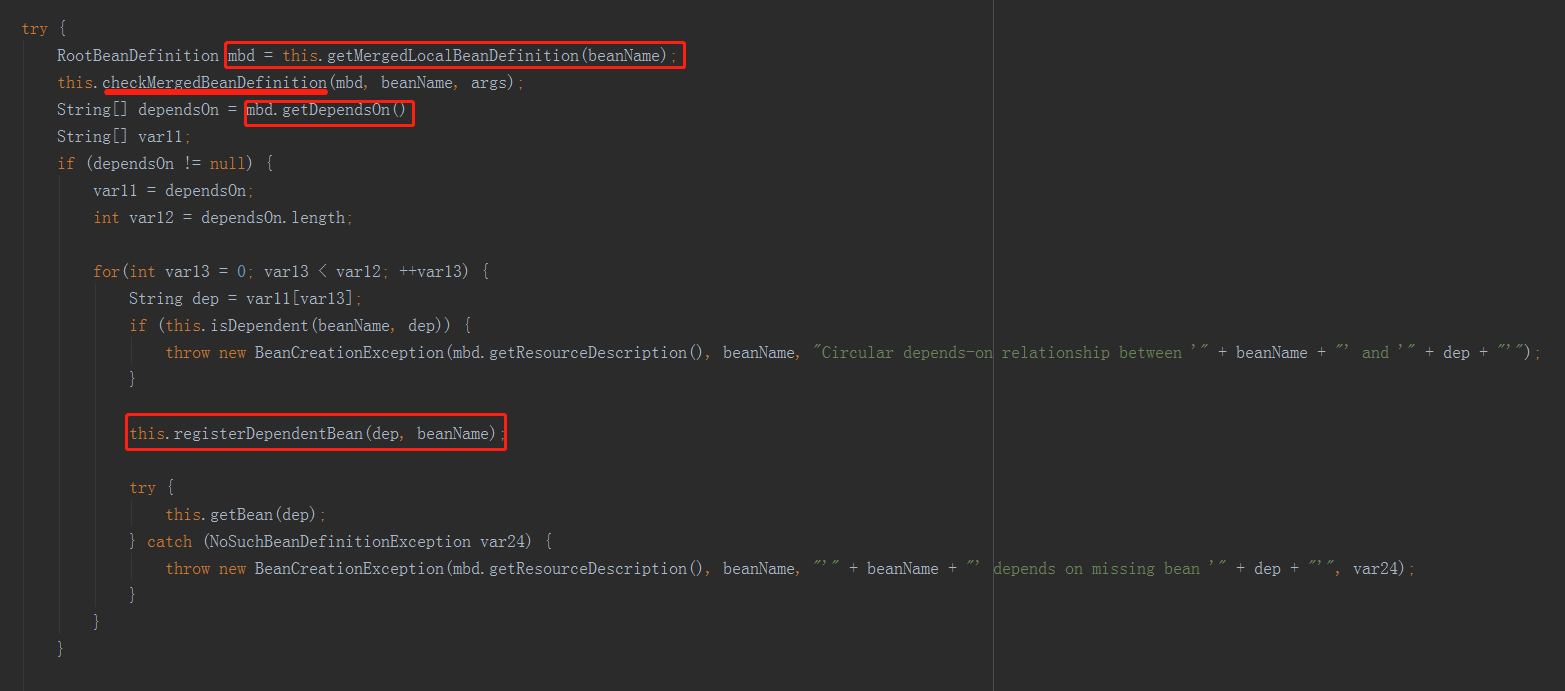 try {
RootBeanDefinition mbd = this.getMergedLocalBeanDefinition(beanName);
this.checkMergedBeanDefinition(mbd, beanName, args);
String[] dependsOn = mbd.getDependsOn()
String[] var11;
if (dependsOn != null) {
var11 = dependsOn;
int var12 = dependsOn.length;
for(int var13 = 0; var13 < var12; ++var13) {
String dep = var11[var13];
if (this.isDependent(beanName, dep)) {
throw new BeanCreationException(mbd.getResourceDescription(), beanName, "Circular depends-on relationship between '" + beanName + "' and '" + dep + "'");
}
this.registerDependentBean(dep, beanName);
try {
this.getBean(dep);
} catch (NoSuchBeanDefinitionException var24) {
throw new BeanCreationException(mbd.getResourceDescription(), beanName, "'" + beanName + "' depends on missing bean '" + dep + "'", var24);
}
}
}